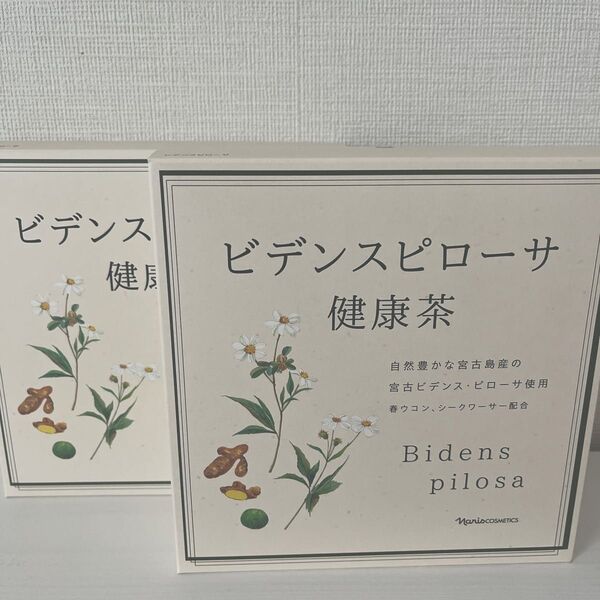 ビデンス
健康
ビデンスピローサ
健康茶
自然豊かな宮古島産の
宮古ビデンス・ピローサ使用
春ウコン、シークワーサー配合
Bidens
pilosa
naris COSMETICS